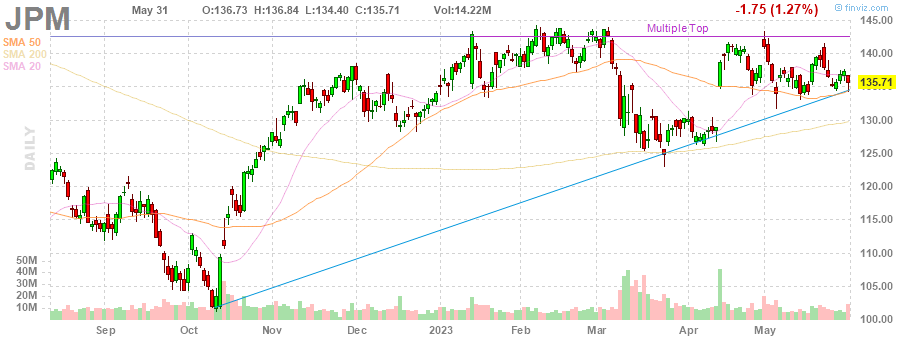 JPM May 31 O:136.73 H:136.84 L:134.40 C:135.71 Vol:14.22M -1.75 (1.27%) © finviz.com
SMA 50
SMA 200
SMA 20
Multiple Top
DAILY
145.00
140.00
135.71
130.00
125.00
120.00
115.00
110.00
105.00
100.00
50M
40M
30M
20M
10M
Sep Oct Nov Dec 2023 Feb Mar Apr May